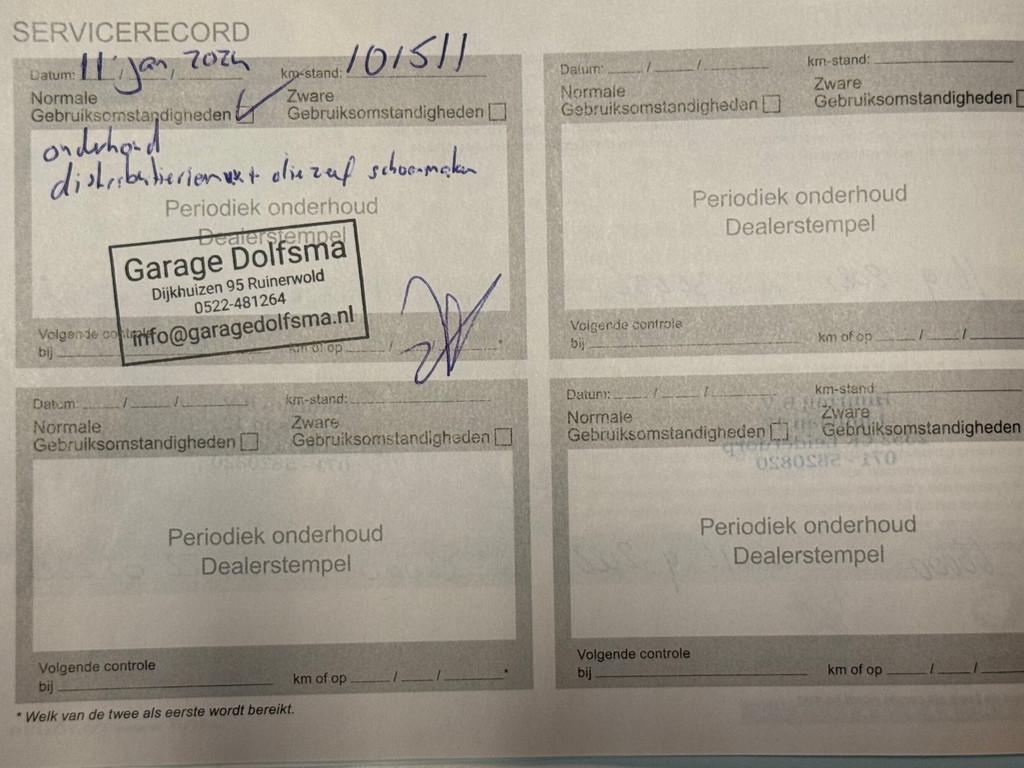 SERVICERECORD
Datum: 11 / jan / 2024 km-stand: 101511
Normale
Gebruiksomstandigheden
Zware
Gebruiksomstandigheden
onderhoud
distributieriem + oliezeef schoonmaken
Periodiek onderhoud
Dealerstempel
Garage Dolfsma
Dijkhuizen 95 Ruinerwold
0522-481264
info@garagedolfsma.nl
Volgende controle
bij km of op / / *
Datum: / / km-stand:
Normale
Gebruiksomstandigheden
Zware
Gebruiksomstandigheden
Periodiek onderhoud
Dealerstempel
Volgende controle
bij km of op / /
Datum: / / km-stand:
Normale
Gebruiksomstandigheden
Zware
Gebruiksomstandigheden
Periodiek onderhoud
Dealerstempel
Volgende controle
bij km of op / / *
Datum: / / km-stand:
Normale
Gebruiksomstandigheden
Zware
Gebruiksomstandigheden
071 - 5820820
Periodiek onderhoud
Dealerstempel
Volgende controle
bij km of op / /
* Welk van de twee als eerste wordt bereikt.